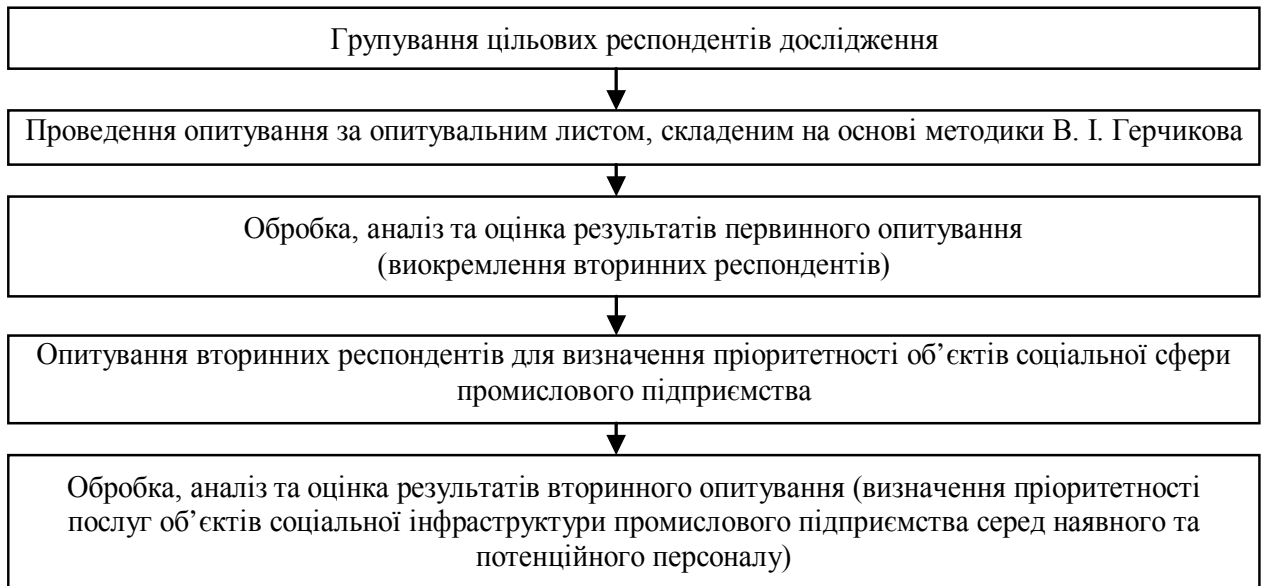 Групування цільових респондентів дослідження
Проведення опитування за опитувальним листом, складеним на основі методики В. І. Герчикова
Обробка, аналіз та оцінка результатів первинного опитування
(виокремлення вторинних респондентів)
Опитування вторинних респондентів для визначення пріоритетності об’єктів соціальної сфери
промислового підприємства
Обробка, аналіз та оцінка результатів вторинного опитування (визначення пріоритетності
послуг об’єктів соціальної інфраструктури промислового підприємства серед наявного та
потенційного персоналу)